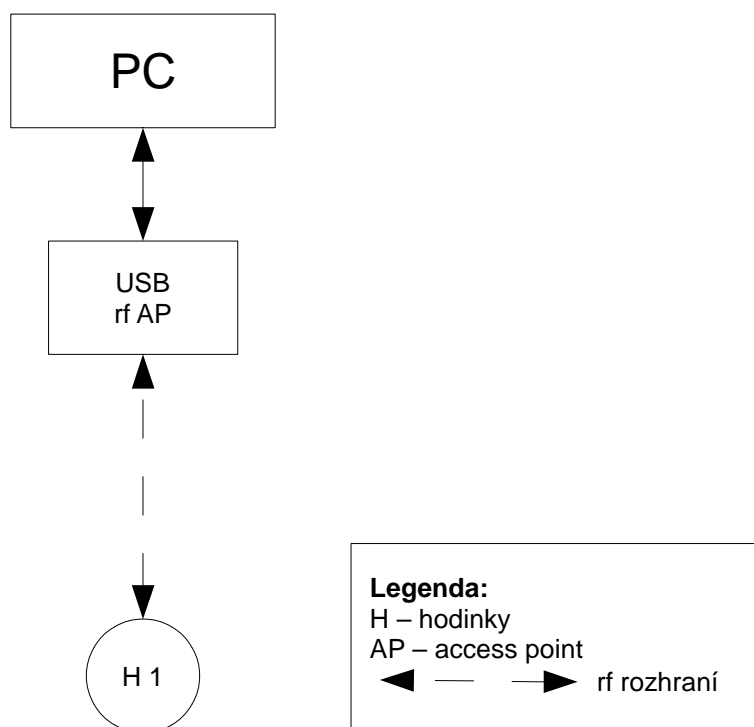 PC
USB
rf AP
H 1
Legenda:
H – hodinky
AP – access point
rf rozhraní